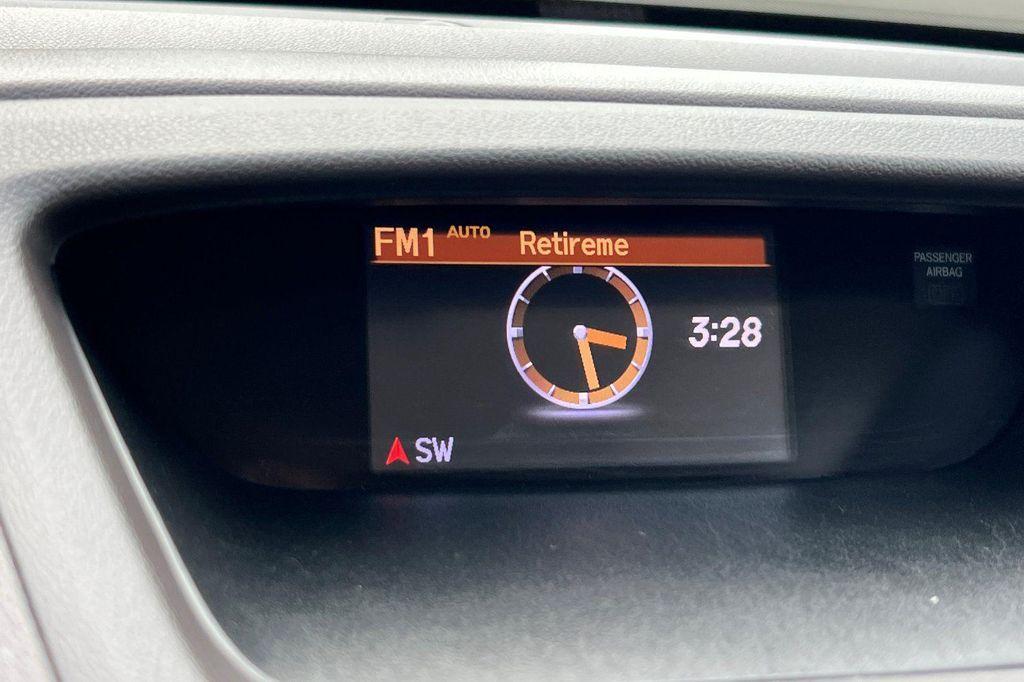 FM1 AUTO Retireme
3:28
SW
PASSENGER
AIRBAG